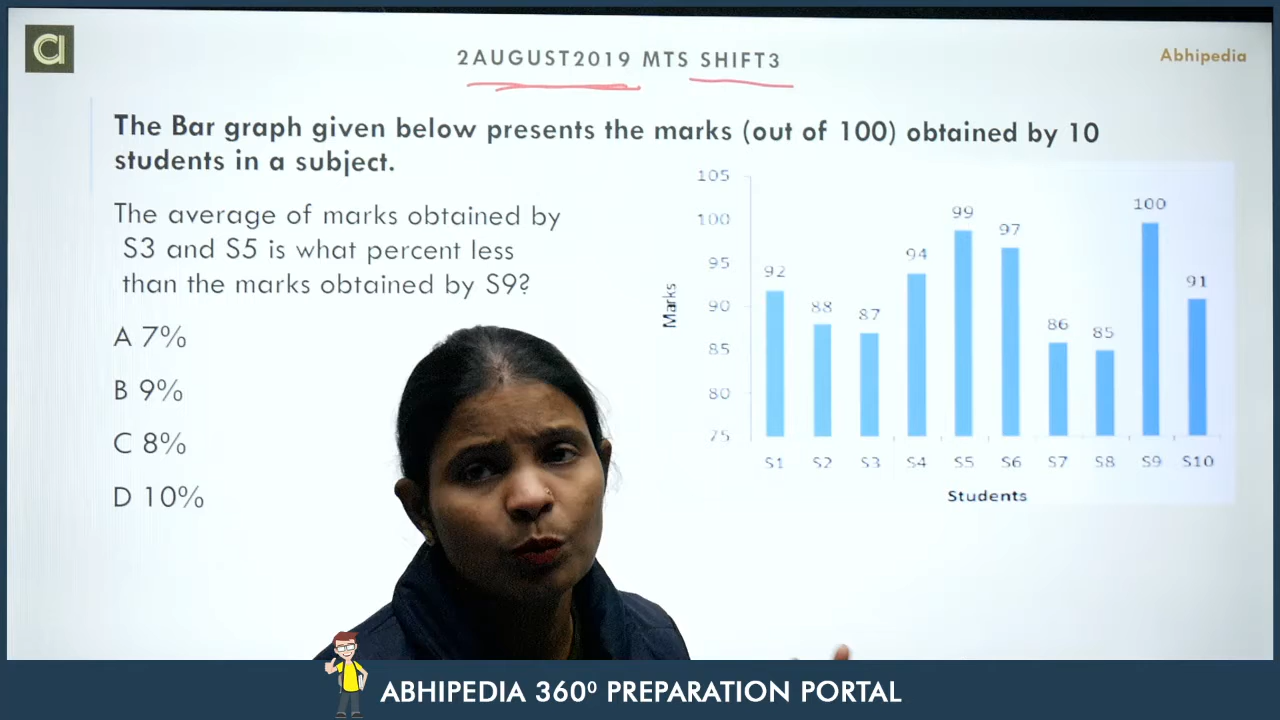 2AUGUST2019 MTS SHIFT3
Abhipedia
The Bar graph given below presents the marks (out of 100) obtained by 10
students in a subject.
The average of marks obtained by
S3 and S5 is what percent less
than the marks obtained by S9?
A 7%
B 9%
C 8%
D 10%
Marks
105
100
95
90
85
80
75
92
88
87
94
99
97
86
85
100
91
S1 S2 S3 S4 S5 S6 S7 S8 S9 S10
Students
ABHIPEDIA 360⁰ PREPARATION PORTAL